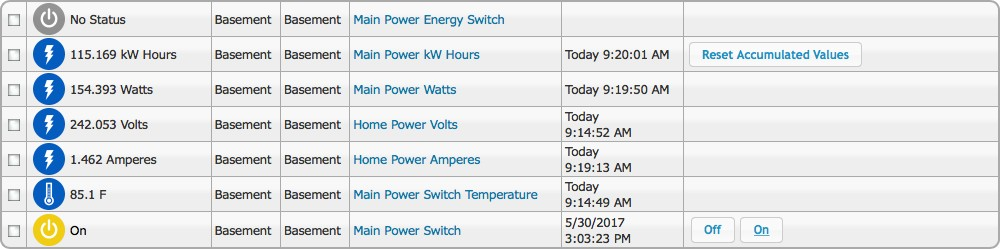 No Status Basement Basement Main Power Energy Switch
115.169 kW Hours Basement Basement Main Power kW Hours Today 9:20:01 AM Reset Accumulated Values
154.393 Watts Basement Basement Main Power Watts Today 9:19:50 AM
242.053 Volts Basement Basement Home Power Volts Today
9:14:52 AM
1.462 Amperes Basement Basement Home Power Amperes Today
9:19:13 AM
85.1 F Basement Basement Main Power Switch Temperature Today
9:14:49 AM
On Basement Basement Main Power Switch 5/30/2017
3:03:23 PM Off On